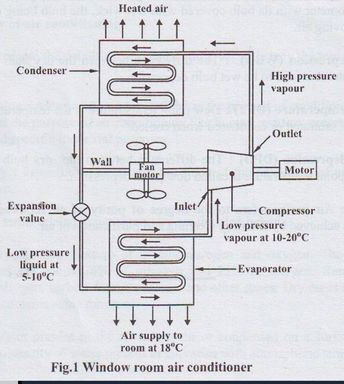 Heated air
Condenser
High pressure
vapour
Outlet
Wall
Fan
motor
Motor
Inlet
Compressor
Expansion
value
Low pressure
vapour at 10-20°C
Low pressure
liquid at
5-10°C
Evaporator
Air supply to
room at 18°C
Fig.1 Window room air conditioner